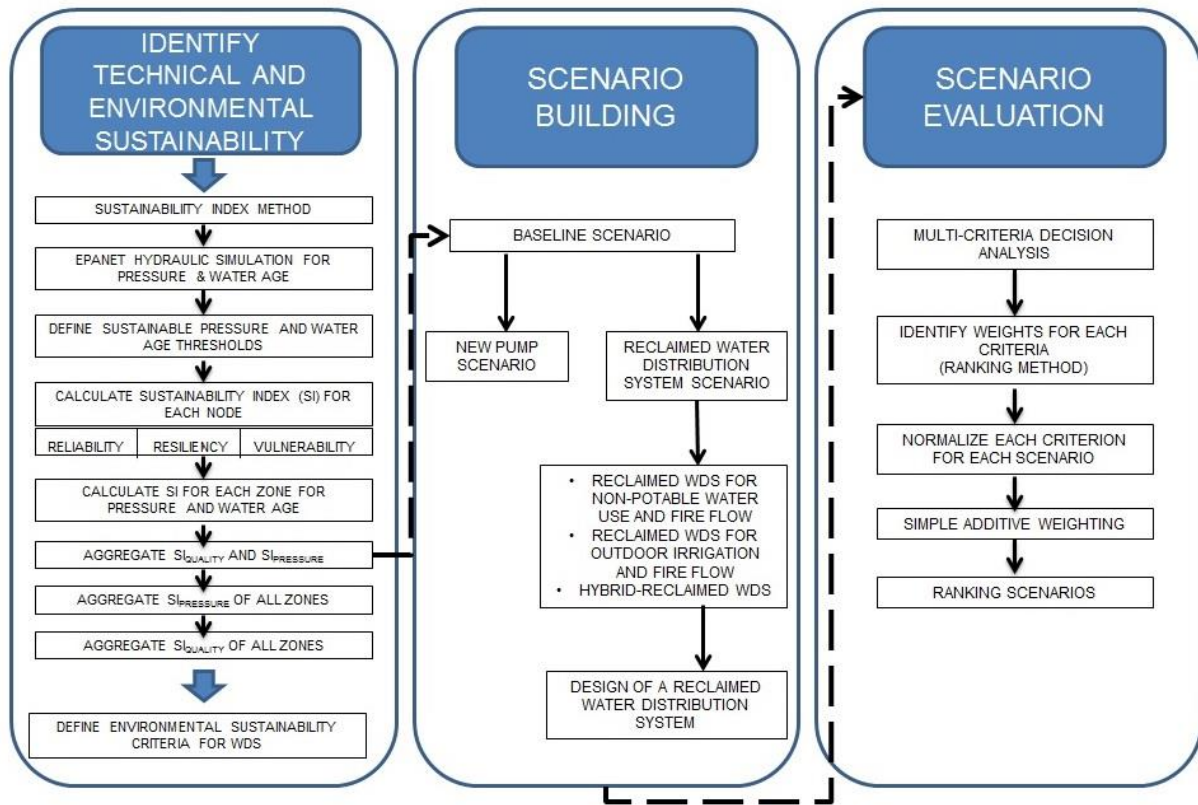 IDENTIFY
TECHNICAL AND
ENVIRONMENTAL
SUSTAINABILITY
SUSTAINABILITY INDEX METHOD
EPANET HYDRAULIC SIMULATION FOR
PRESSURE & WATER AGE
DEFINE SUSTAINABLE PRESSURE AND WATER
AGE THRESHOLDS
CALCULATE SUSTAINABILITY INDEX (SI) FOR
EACH NODE
RELIABILITY RESILIENCY VULNERABILITY
CALCULATE SI FOR EACH ZONE FOR
PRESSURE AND WATER AGE
AGGREGATE SIQUALITY AND SIPRESSURE
AGGREGATE SIPRESSURE OF ALL ZONES
AGGREGATE SIQUALITY OF ALL ZONES
DEFINE ENVIRONMENTAL SUSTAINABILITY
CRITERIA FOR WDS
SCENARIO
BUILDING
BASELINE SCENARIO
NEW PUMP
SCENARIO
RECLAIMED WATER
DISTRIBUTION
SYSTEM SCENARIO
• RECLAIMED WDS FOR
NON-POTABLE WATER
USE AND FIRE FLOW
• RECLAIMED WDS FOR
OUTDOOR IRRIGATION
AND FIRE FLOW
• HYBRID-RECLAIMED WDS
DESIGN OF A RECLAIMED
WATER DISTRIBUTION
SYSTEM
SCENARIO
EVALUATION
MULTI-CRITERIA DECISION
ANALYSIS
IDENTIFY WEIGHTS FOR EACH
CRITERIA
(RANKING METHOD)
NORMALIZE EACH CRITERION
FOR EACH SCENARIO
SIMPLE ADDITIVE WEIGHTING
RANKING SCENARIOS